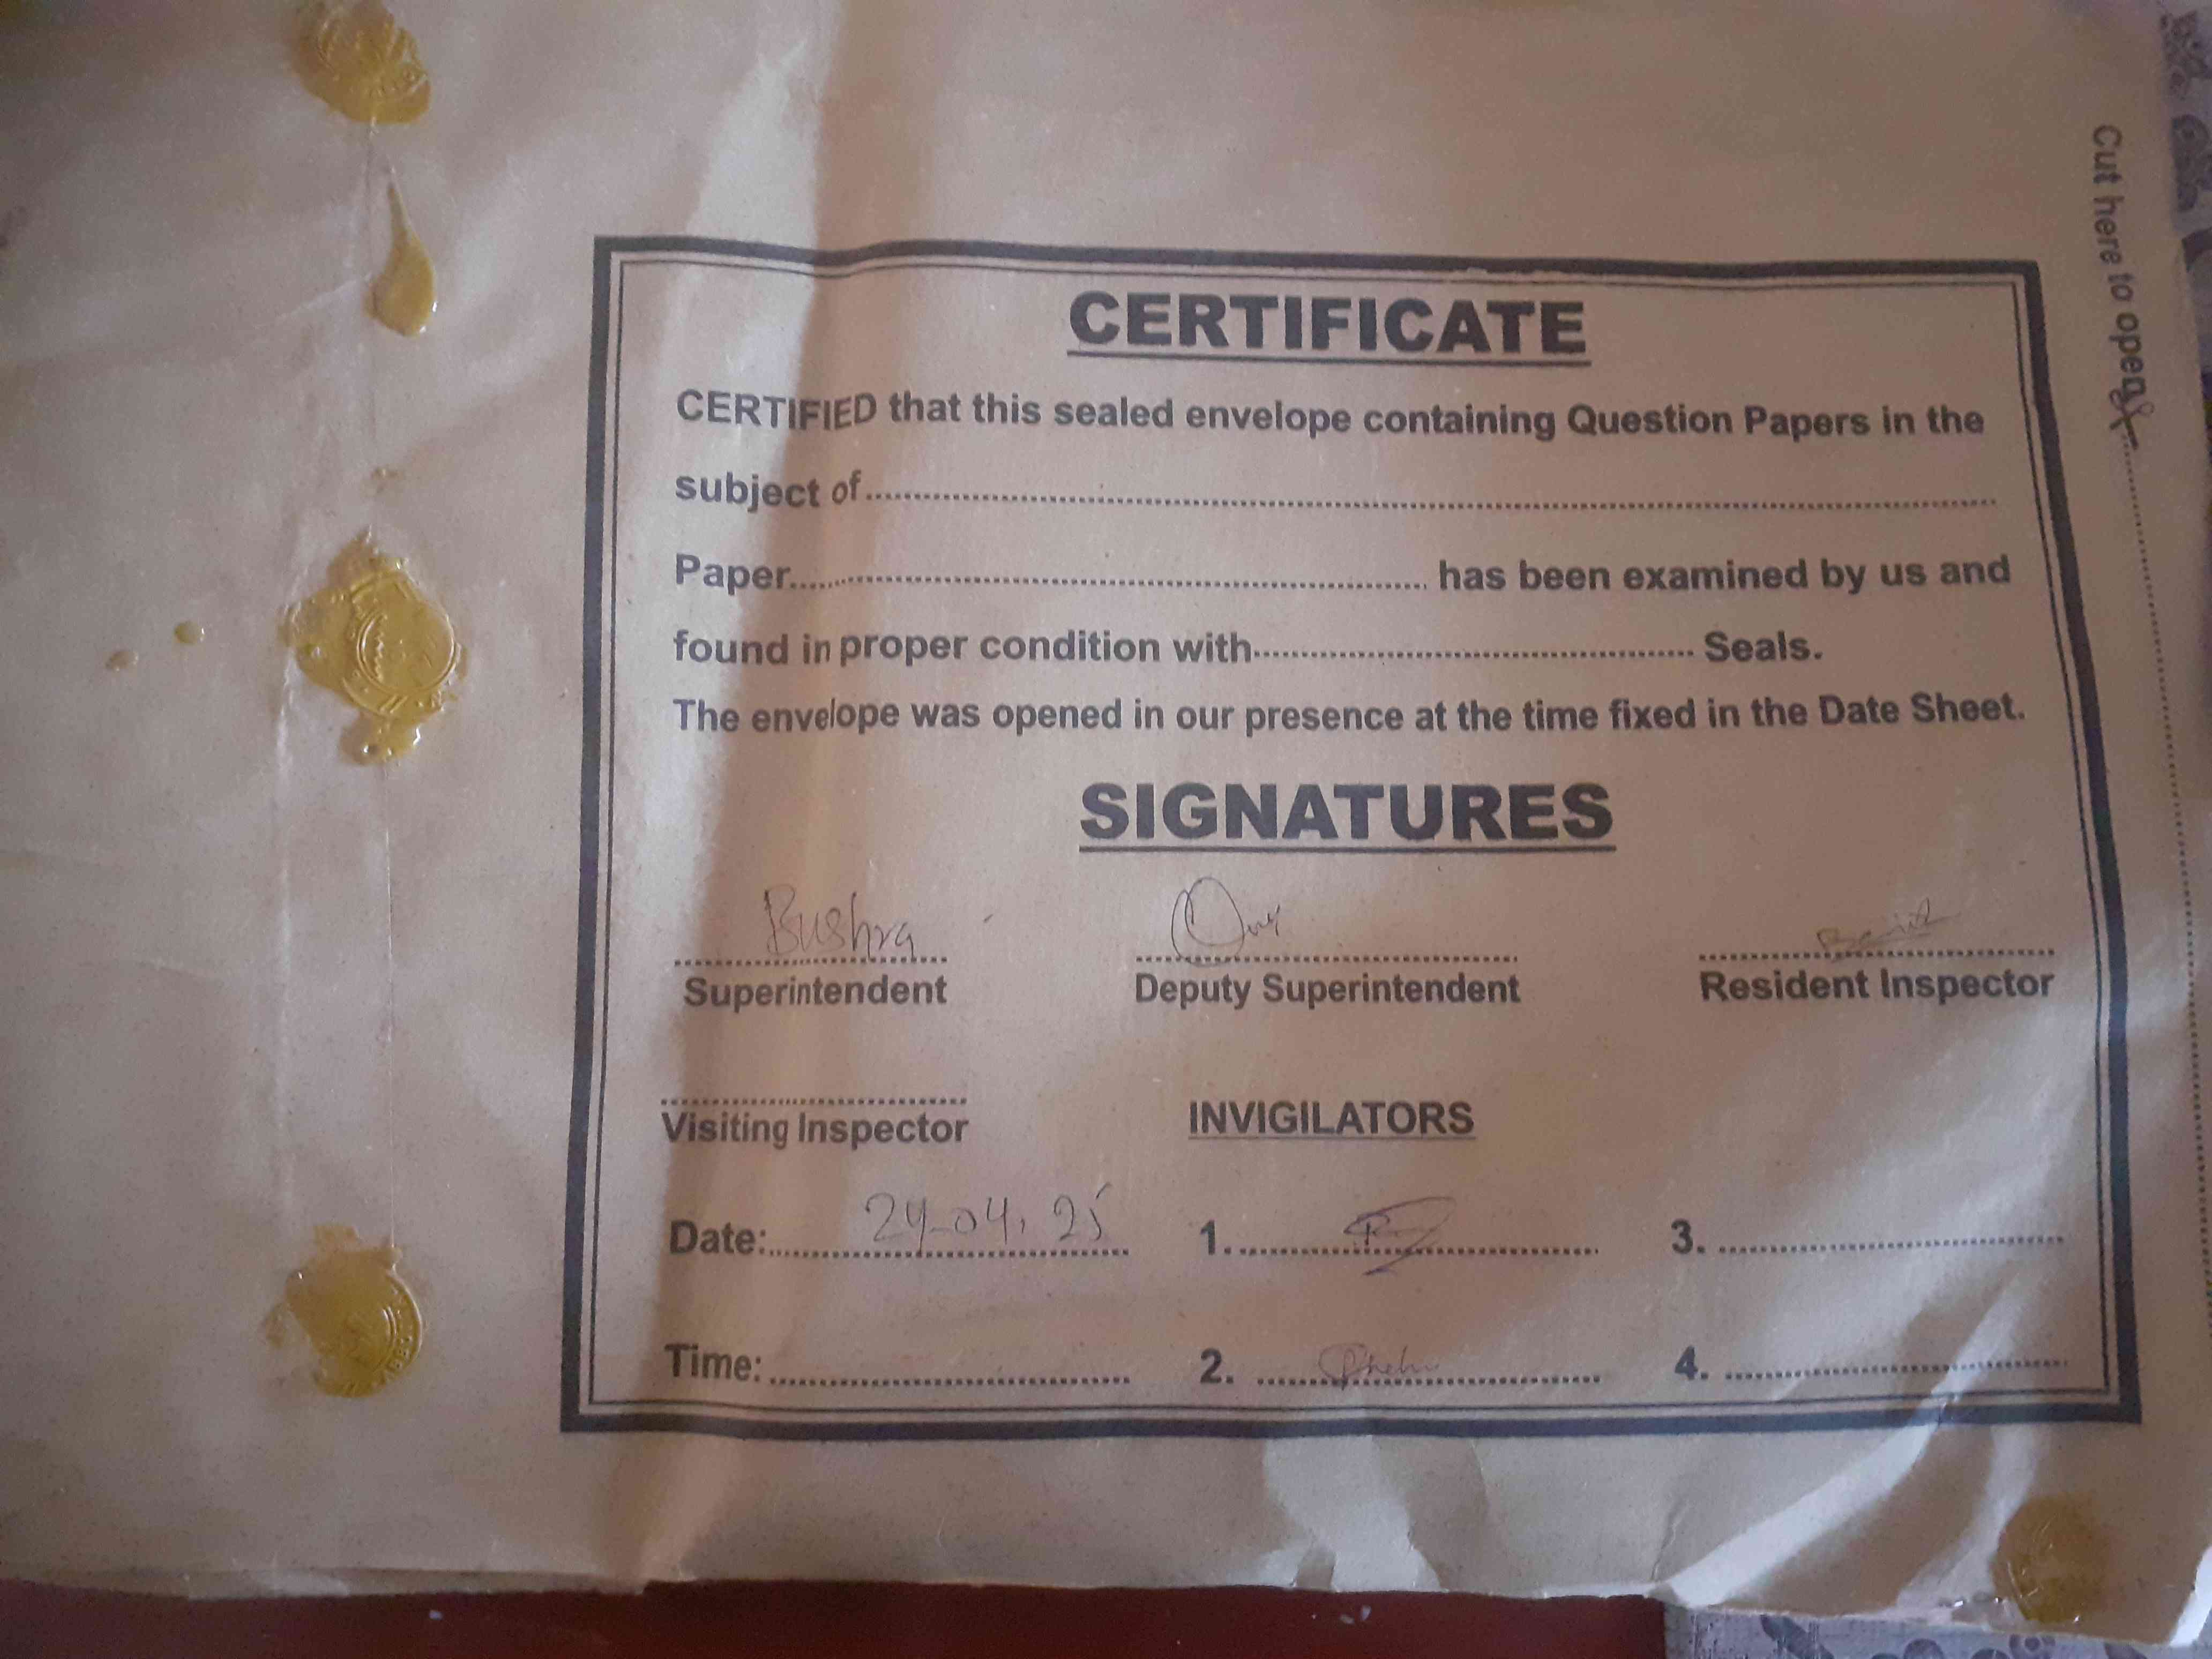 Cut here to open
CERTIFICATE
CERTIFIED that this sealed envelope containing Question Papers in the
subject of
Paper has been examined by us and
found in proper condition with Seals.
The envelope was opened in our presence at the time fixed in the Date Sheet.
SIGNATURES
Bushra
Superintendent Deputy Superintendent Resident Inspector
Visiting Inspector INVIGILATORS
Date: 24-04.25 1. 3.
Time: 2. 4.